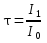 τ = I₁ / I₀